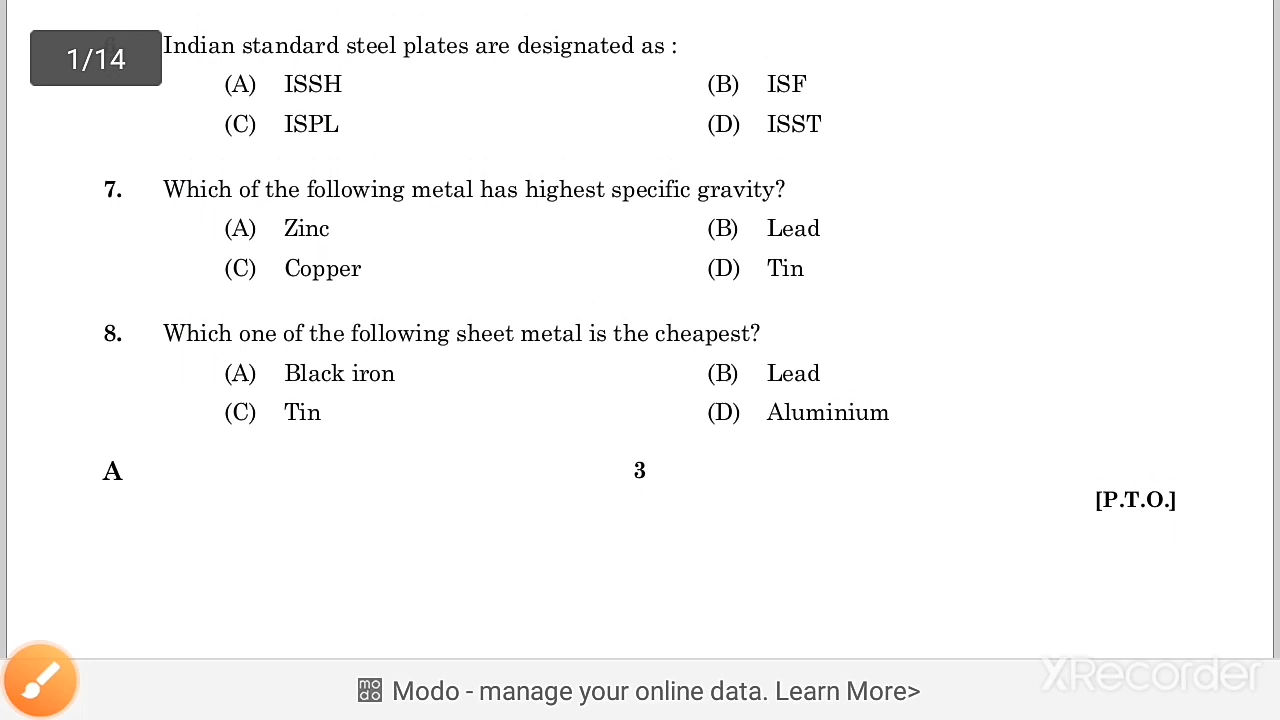 1/14 Indian standard steel plates are designated as :
(A) ISSH (B) ISF
(C) ISPL (D) ISST
7. Which of the following metal has highest specific gravity?
(A) Zinc (B) Lead
(C) Copper (D) Tin
8. Which one of the following sheet metal is the cheapest?
(A) Black iron (B) Lead
(C) Tin (D) Aluminium
A 3
[P.T.O.]
XRecorder
modo Modo - manage your online data. Learn More>